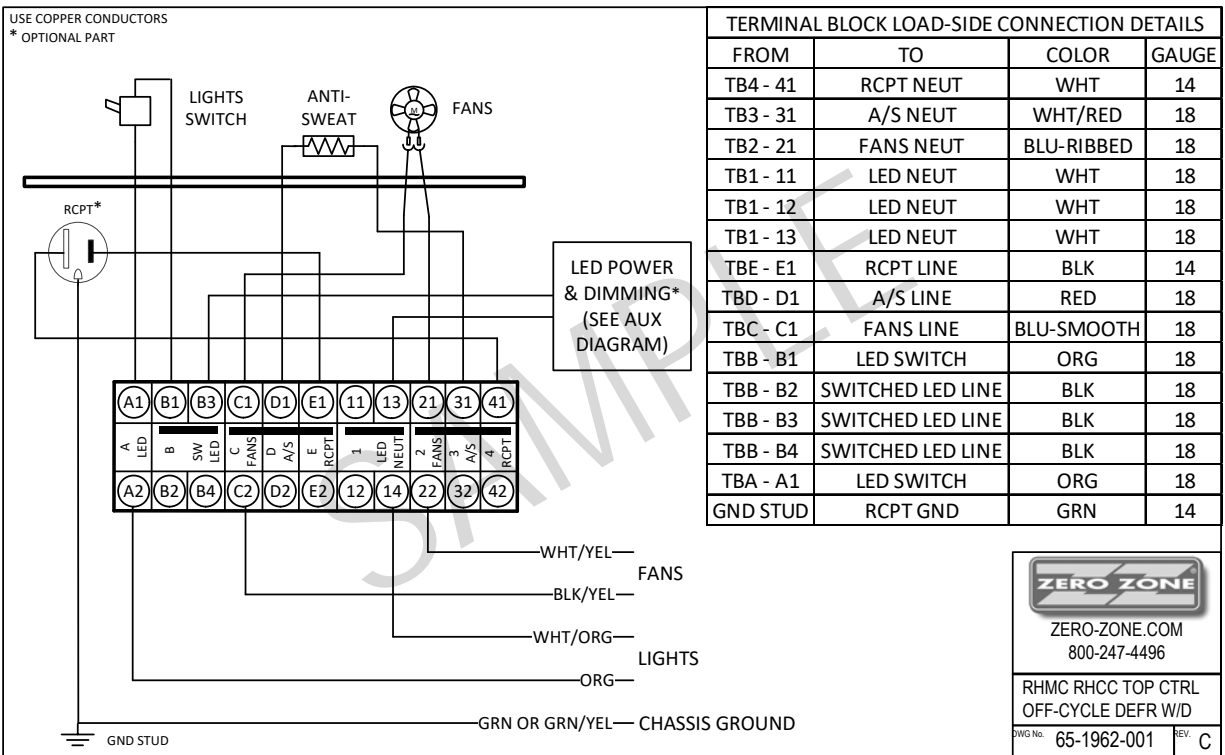 USE COPPER CONDUCTORS
* OPTIONAL PART
LIGHTS
SWITCH
ANTI-
SWEAT
M
FANS
RCPT*
LED POWER
& DIMMING*
(SEE AUX
DIAGRAM)
A1 B1 B3 C1 D1 E1 11 13 21 31 41
A LED B SW LED C FANS D A/S E RCPT 1 LED NEUT 2 FANS 3 A/S 4 RCPT
A2 B2 B4 C2 D2 E2 12 14 22 32 42
WHT/YEL
FANS
BLK/YEL
WHT/ORG
LIGHTS
ORG
GRN OR GRN/YEL CHASSIS GROUND
GND STUD
SAMPLE
TERMINAL BLOCK LOAD-SIDE CONNECTION DETAILS
FROM TO COLOR GAUGE
TB4 - 41 RCPT NEUT WHT 14
TB3 - 31 A/S NEUT WHT/RED 18
TB2 - 21 FANS NEUT BLU-RIBBED 18
TB1 - 11 LED NEUT WHT 18
TB1 - 12 LED NEUT WHT 18
TB1 - 13 LED NEUT WHT 18
TBE - E1 RCPT LINE BLK 14
TBD - D1 A/S LINE RED 18
TBC - C1 FANS LINE BLU-SMOOTH 18
TBB - B1 LED SWITCH ORG 18
TBB - B2 SWITCHED LED LINE BLK 18
TBB - B3 SWITCHED LED LINE BLK 18
TBB - B4 SWITCHED LED LINE BLK 18
TBA - A1 LED SWITCH ORG 18
GND STUD RCPT GND GRN 14
ZERO ZONE®
ZERO-ZONE.COM
800-247-4496
RHMC RHCC TOP CTRL
OFF-CYCLE DEFR W/D
DWG No. 65-1962-001 REV. C